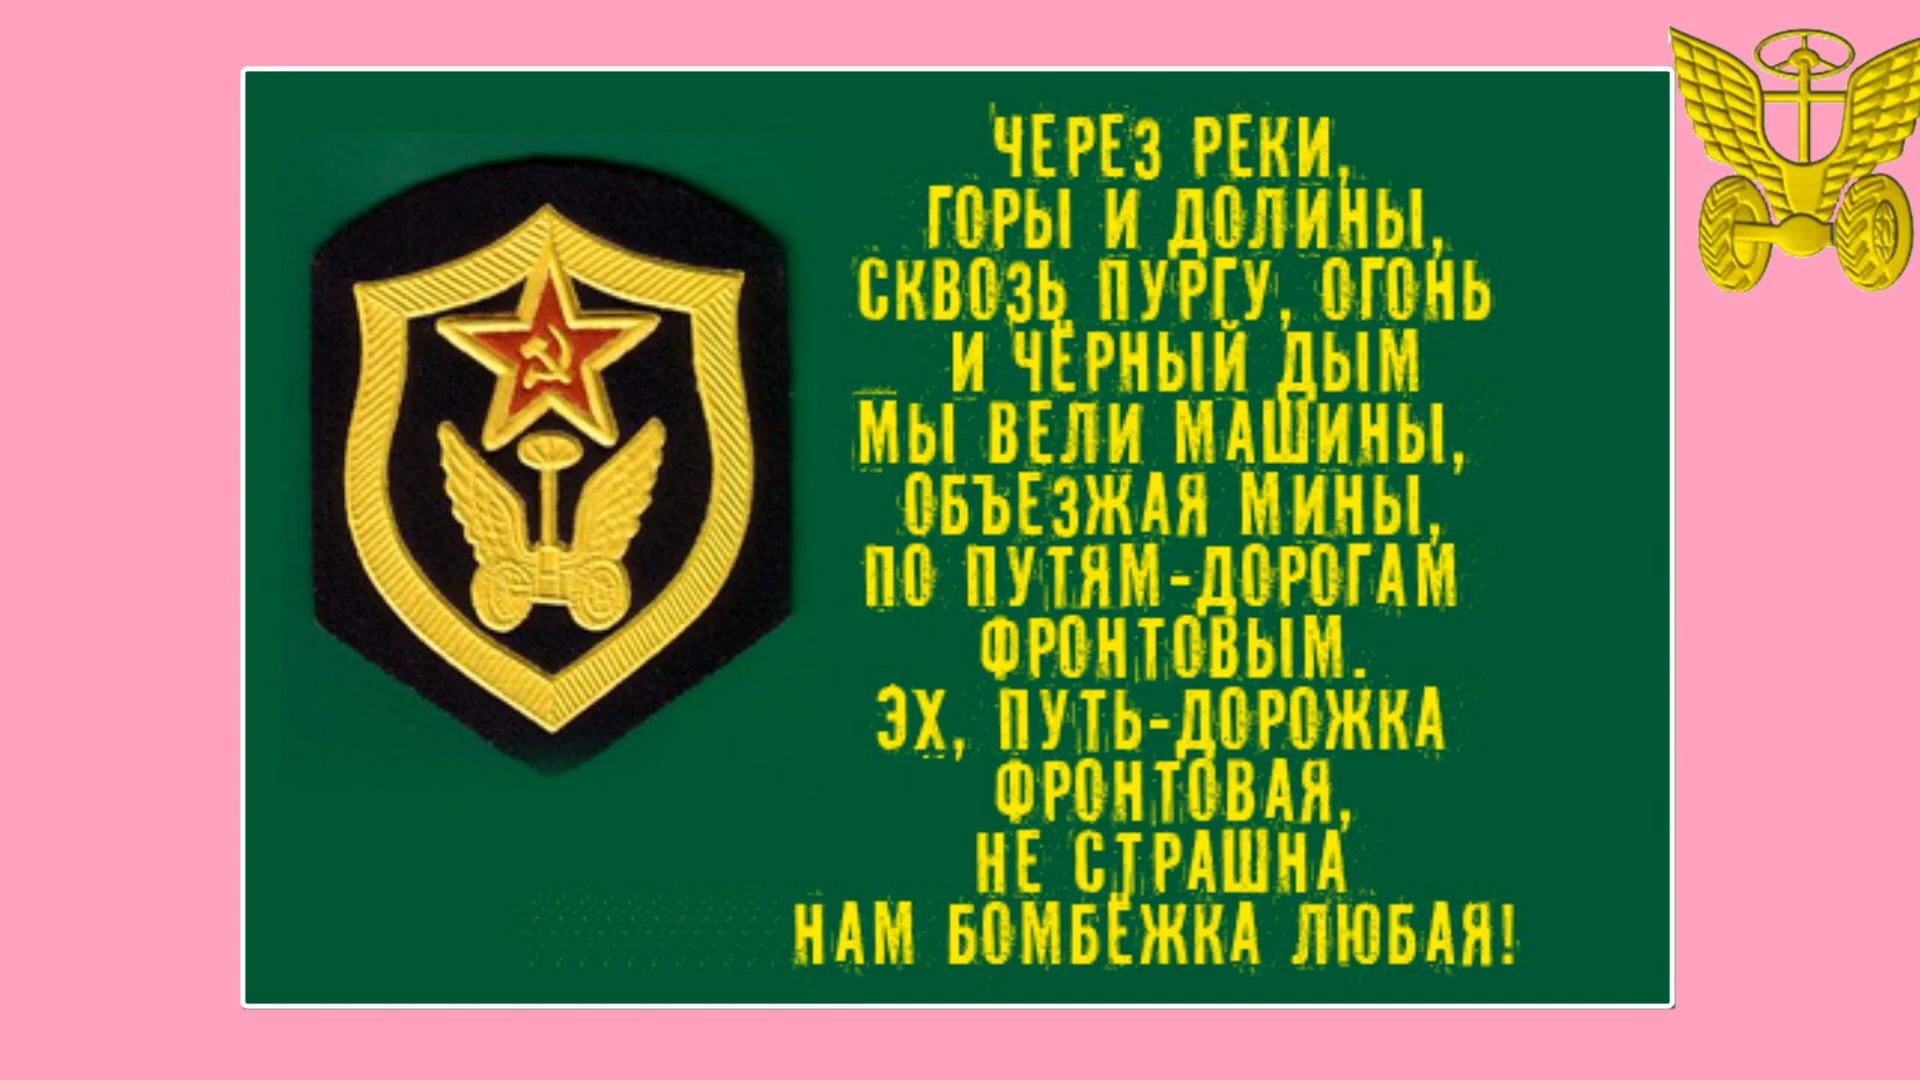 ЧЕРЕЗ РЕКИ,
ГОРЫ И ДОЛИНЫ,
СКВОЗЬ ПУРГУ, ОГОНЬ
И ЧЁРНЫЙ ДЫМ
МЫ ВЕЛИ МАШИНЫ,
ОБЪЕЗЖАЯ МИНЫ,
ПО ПУТЯМ-ДОРОГАМ
ФРОНТОВЫМ.
ЭХ, ПУТЬ-ДОРОЖКА
ФРОНТОВАЯ,
НЕ СТРАШНА
НАМ БОМБЁЖКА ЛЮБАЯ!